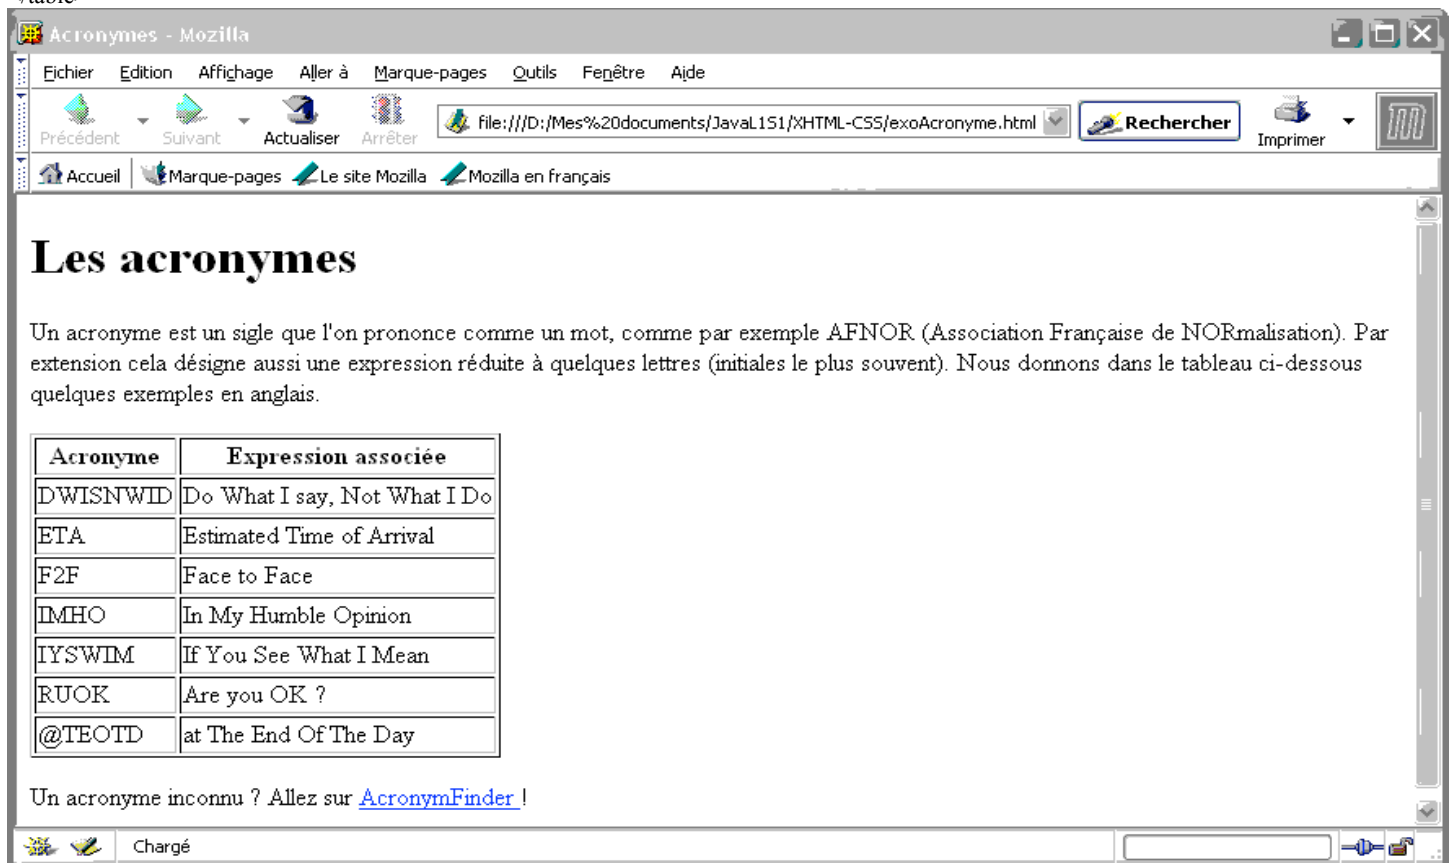 Acronymes - Mozilla
Fichier Edition Affichage Aller à Marque-pages Outils Fenêtre Aide
Précédent Suivant Actualiser Arrêter file:///D:/Mes%20documents/JavaL1S1/XHTML-CSS/exoAcronyme.html Rechercher Imprimer
Accueil Marque-pages Le site Mozilla Mozilla en français
Les acronymes
Un acronyme est un sigle que l'on prononce comme un mot, comme par exemple AFNOR (Association Française de NORmalisation). Par
extension cela désigne aussi une expression réduite à quelques lettres (initiales le plus souvent). Nous donnons dans le tableau ci-dessous
quelques exemples en anglais.
Acronyme Expression associée
DWISNWID Do What I say, Not What I Do
ETA Estimated Time of Arrival
F2F Face to Face
IMHO In My Humble Opinion
IYSWIM If You See What I Mean
RUOK Are you OK ?
@TEOTD at The End Of The Day
Un acronyme inconnu ? Allez sur AcronymFinder !
Chargé